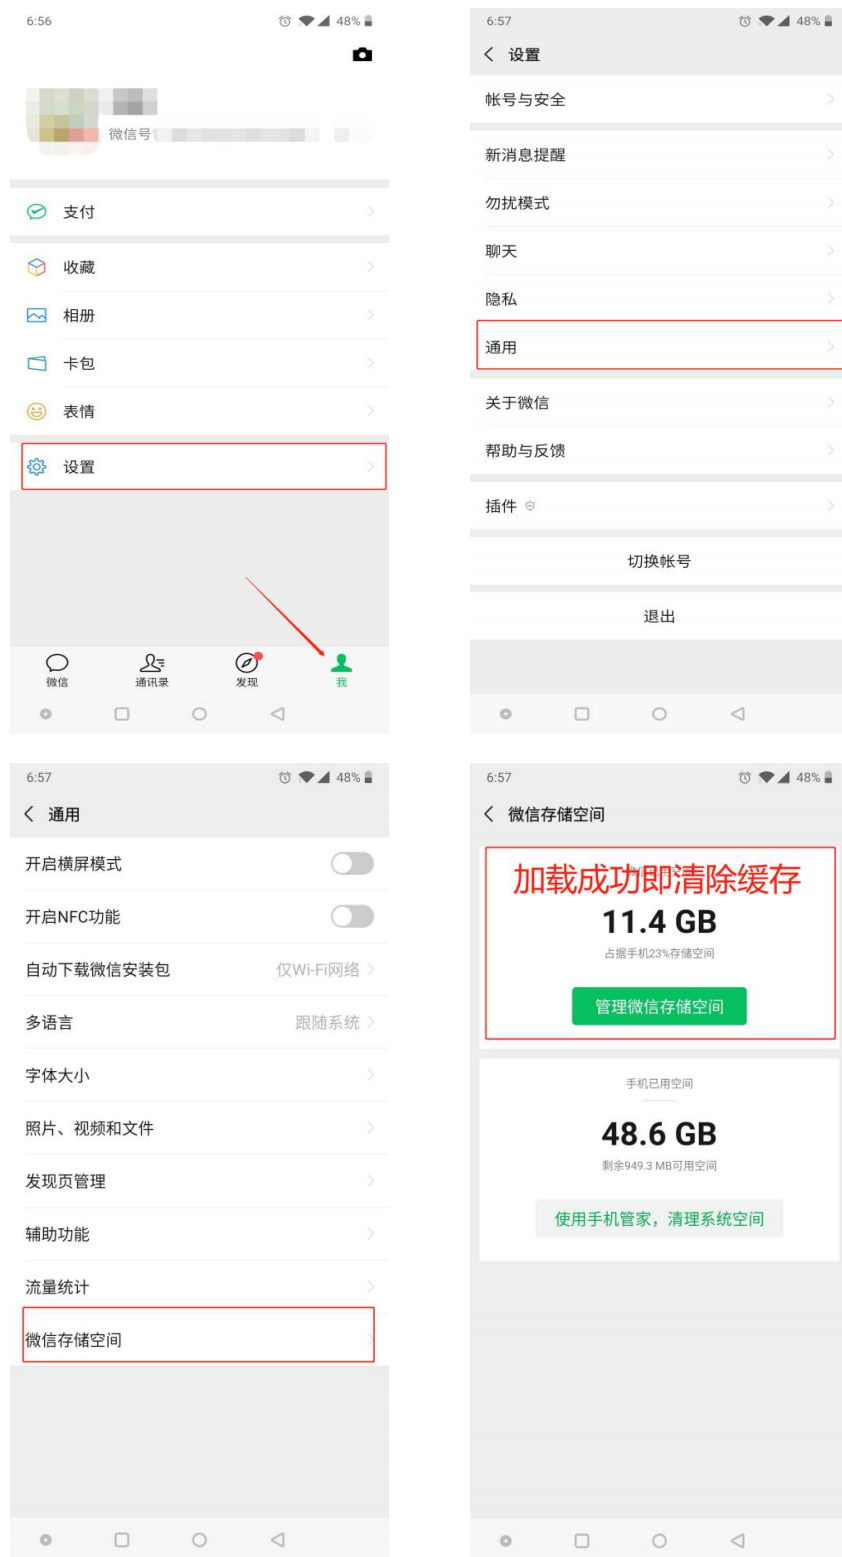 6:56
48%
微信号
支付
收藏
相册
卡包
表情
设置
微信 通讯录 发现 我
6:57
48%
设置
帐号与安全
新消息提醒
勿扰模式
聊天
隐私
通用
关于微信
帮助与反馈
插件
切换帐号
退出
6:57
48%
通用
开启横屏模式
开启NFC功能
自动下载微信安装包 仅Wi-Fi网络
多语言 跟随系统
字体大小
照片、视频和文件
发现页管理
辅助功能
流量统计
微信存储空间
6:57
48%
微信存储空间
加载成功即清除缓存
11.4 GB
占据手机23%存储空间
管理微信存储空间
手机已用空间
48.6 GB
剩余949.3 MB可用空间
使用手机管家，清理系统空间